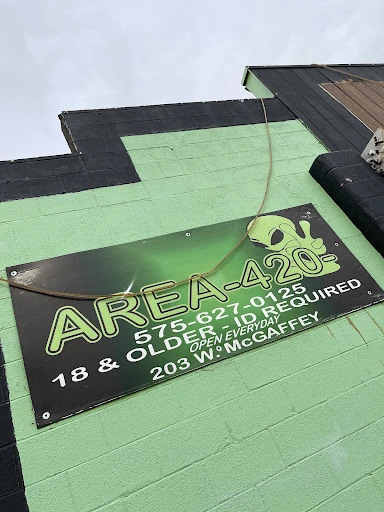 AREA-420-
575-627-0125
18 & OLDER - ID REQUIRED
OPEN EVERYDAY
203 W. McGAFFEY